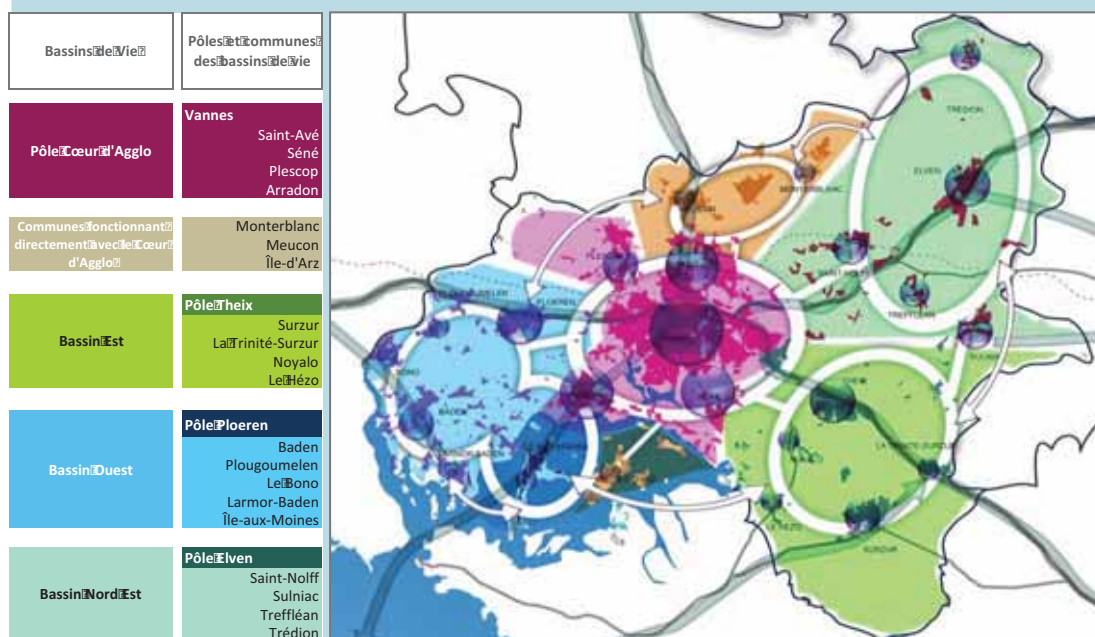 Bassins de Vie
Pôles et communes
des bassins de vie
Pôle Cœur d'Agglo
Vannes
Saint-Avé
Séné
Plescop
Arradon
Communes fonctionnant
directement avec le Cœur
d'Agglo
Monterblanc
Meucon
Île-d'Arz
Bassin Est
Pôle Theix
Surzur
La Trinité-Surzur
Noyalo
Le Hézo
Bassin Ouest
Pôle Ploeren
Baden
Plougoumelen
Le Bono
Larmor-Baden
Île-aux-Moines
Bassin Nord Est
Pôle Elven
Saint-Nolff
Sulniac
Treffléan
Trédion
TRÉDION
ELVEN
MONTERBLANC
TREFFLEAN
PLOEREN
BADEN
LA TRINITÉ-SURZUR
LE HÉZO
SURZUR